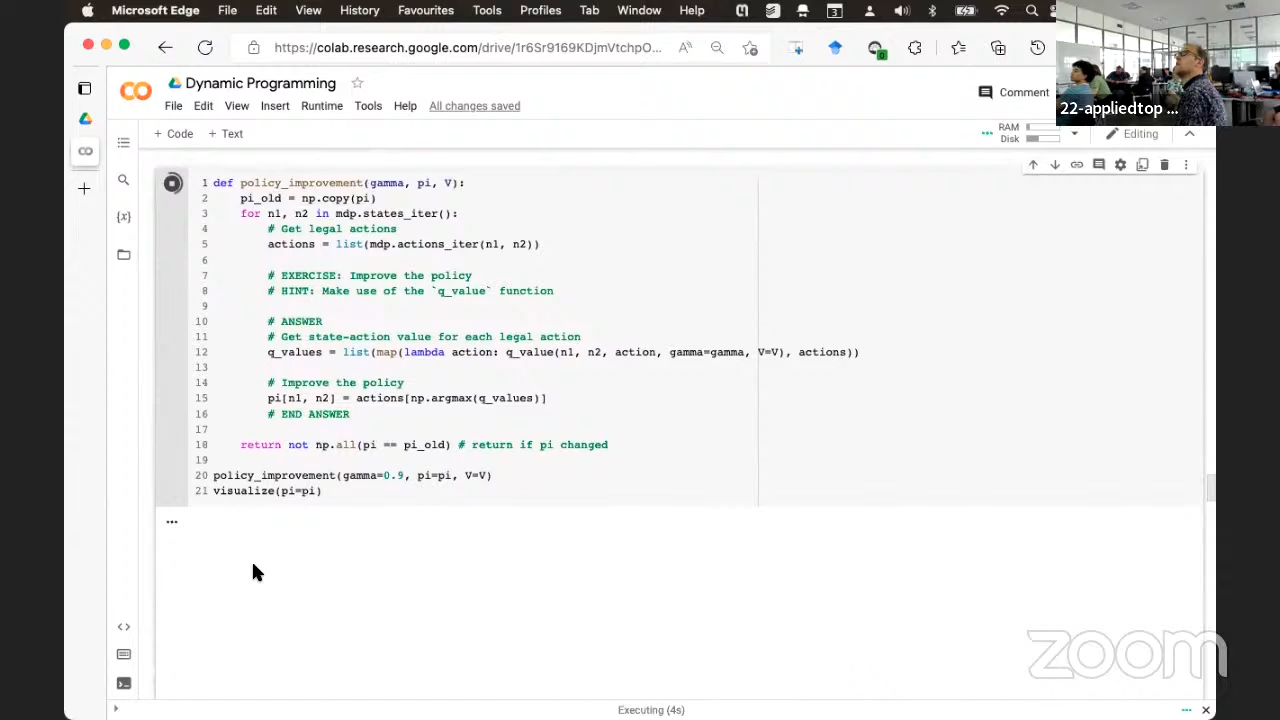 Microsoft Edge File Edit View History Favourites Tools Profiles Tab Window Help
https://colab.research.google.com/drive/1r6Sr9169KDjmVtchpO...
22-appliedtop ...
Dynamic Programming
File Edit View Insert Runtime Tools Help All changes saved
Comment
+ Code + Text
RAM
Disk
Editing
1 def policy_improvement(gamma, pi, V):
2 pi_old = np.copy(pi)
3 for n1, n2 in mdp.states_iter():
4 # Get legal actions
5 actions = list(mdp.actions_iter(n1, n2))
6
7 # EXERCISE: Improve the policy
8 # HINT: Make use of the `q_value` function
9
10 # ANSWER
11 # Get state-action value for each legal action
12 q_values = list(map(lambda action: q_value(n1, n2, action, gamma=gamma, V=V), actions))
13
14 # Improve the policy
15 pi[n1, n2] = actions[np.argmax(q_values)]
16 # END ANSWER
17
18 return not np.all(pi == pi_old) # return if pi changed
19
20 policy_improvement(gamma=0.9, pi=pi, V=V)
21 visualize(pi=pi)
...
zoom
Executing (4s)